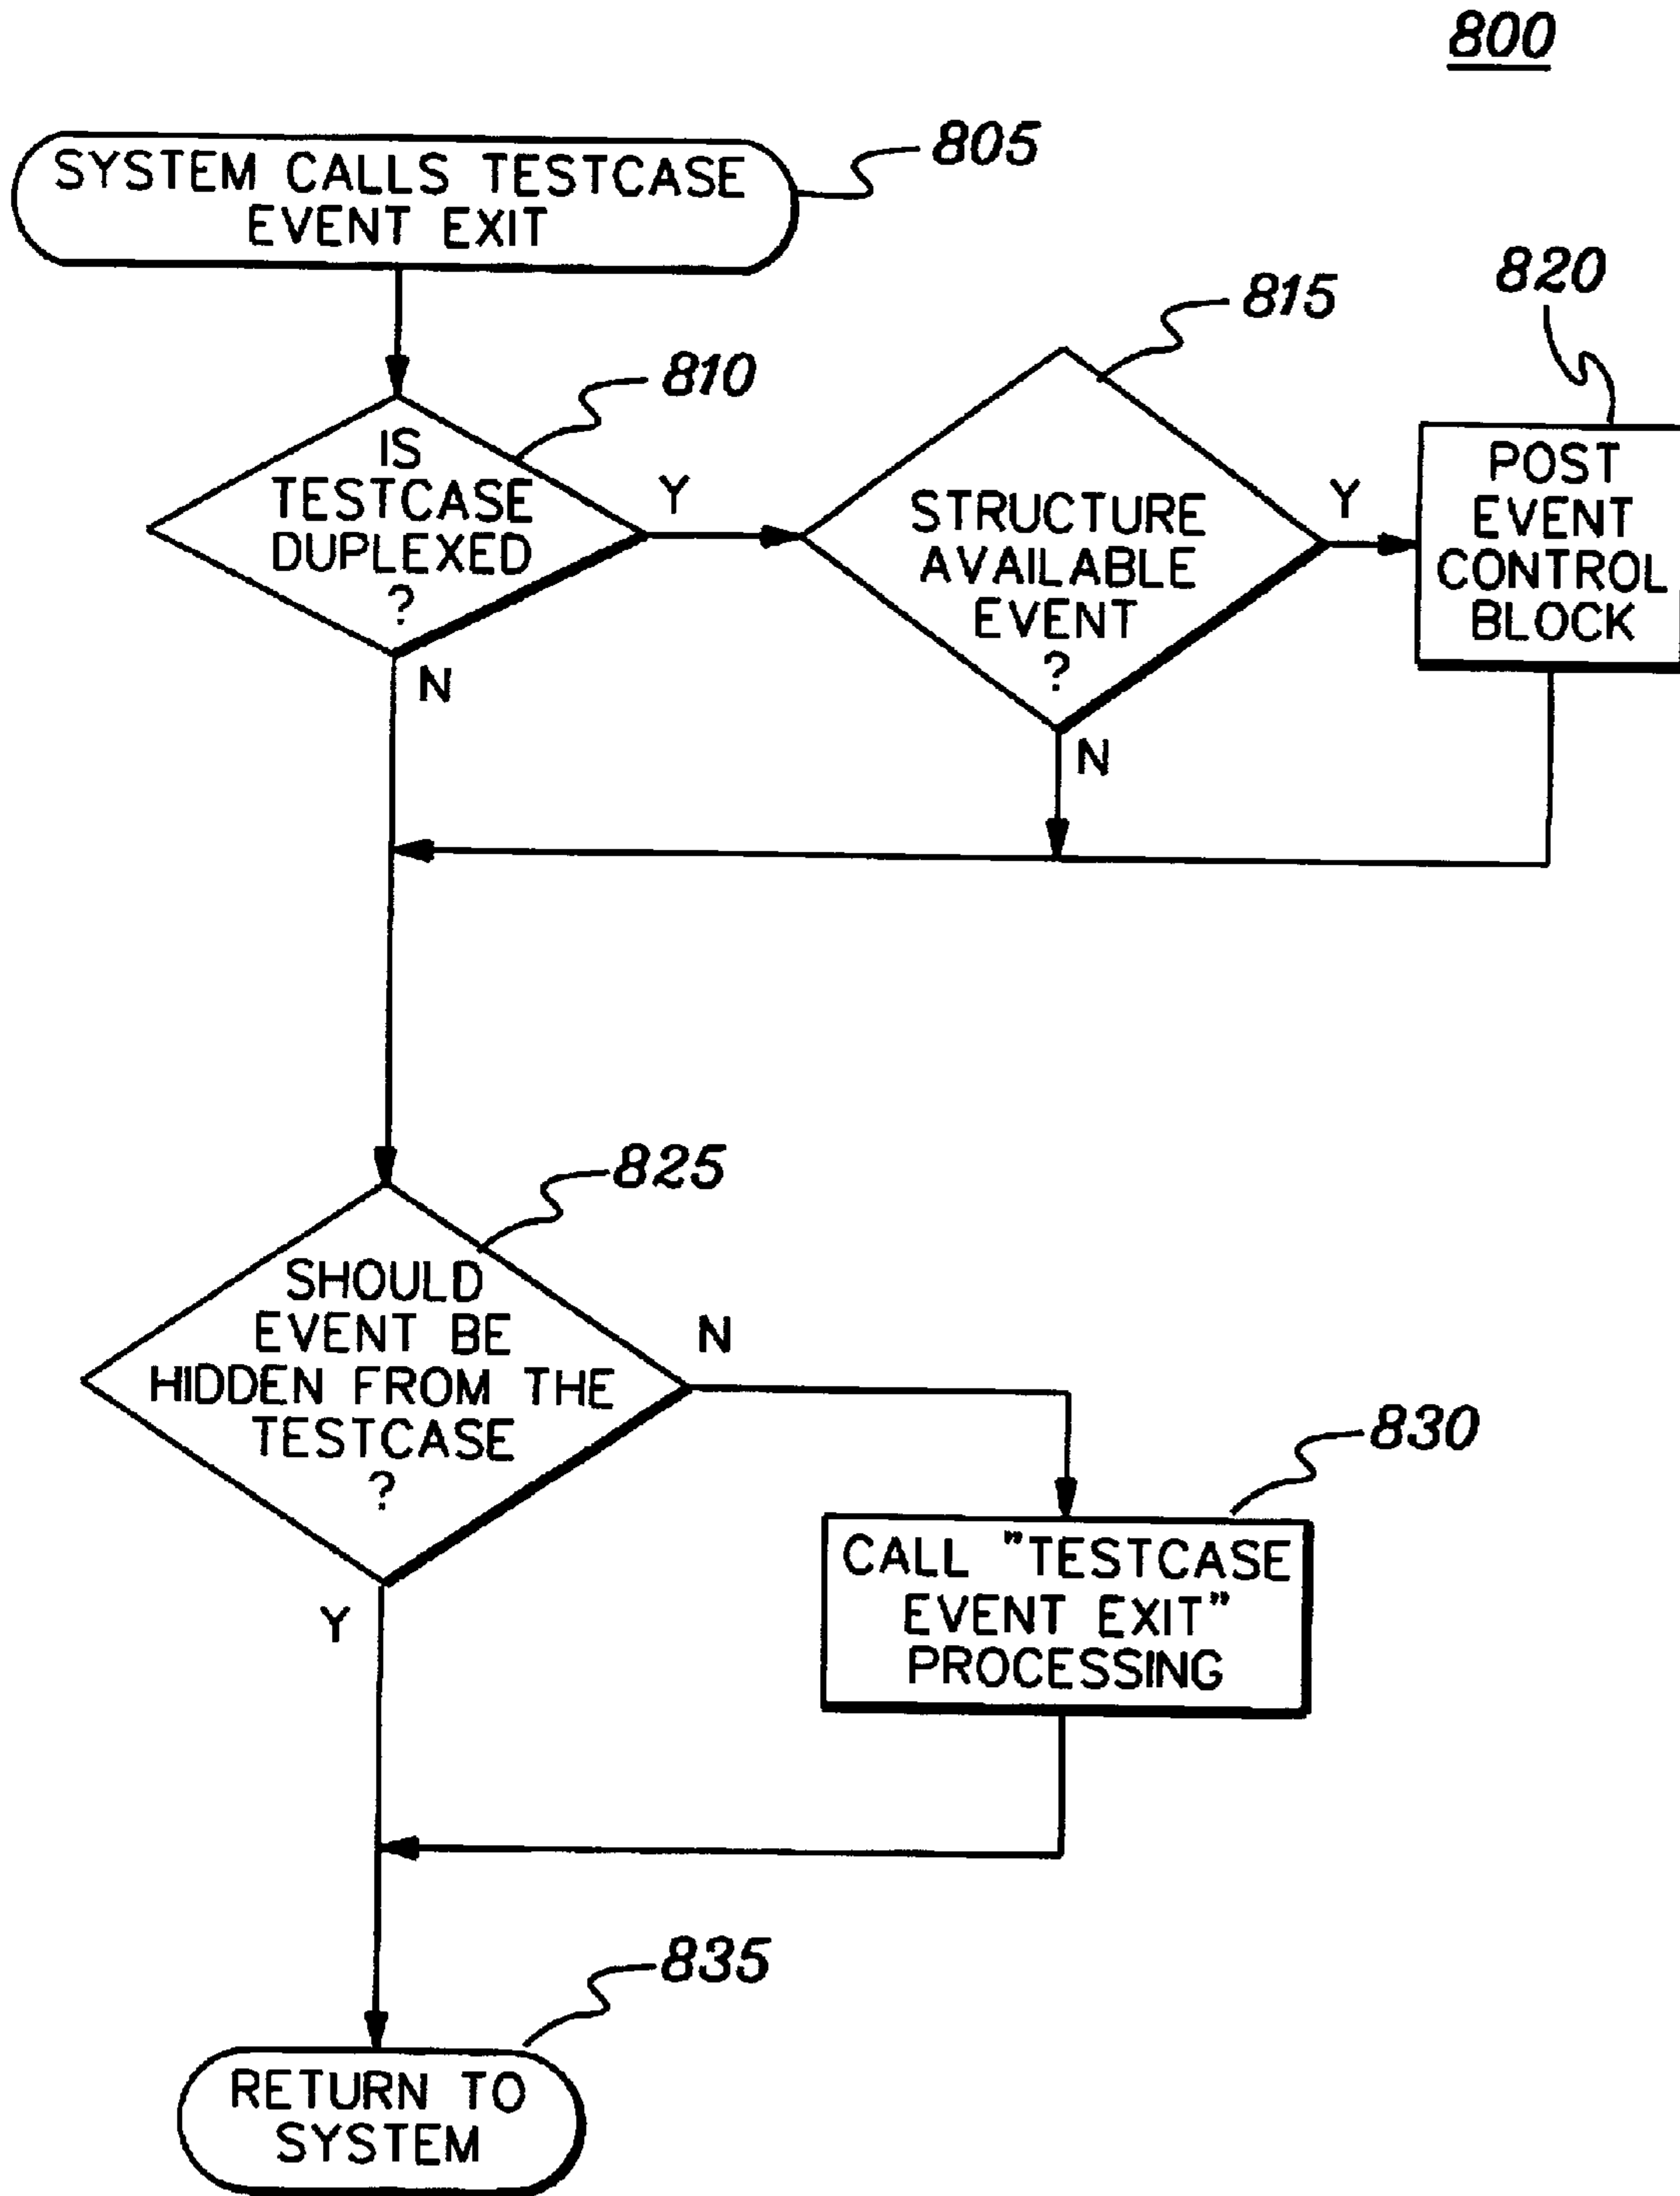 800
SYSTEM CALLS TESTCASE
EVENT EXIT
805
810
IS
TESTCASE
DUPLEXED
?
Y
N
815
STRUCTURE
AVAILABLE
EVENT
?
Y
N
820
POST
EVENT
CONTROL
BLOCK
825
SHOULD
EVENT BE
HIDDEN FROM THE
TESTCASE
?
N
Y
830
CALL "TESTCASE
EVENT EXIT"
PROCESSING
835
RETURN TO
SYSTEM